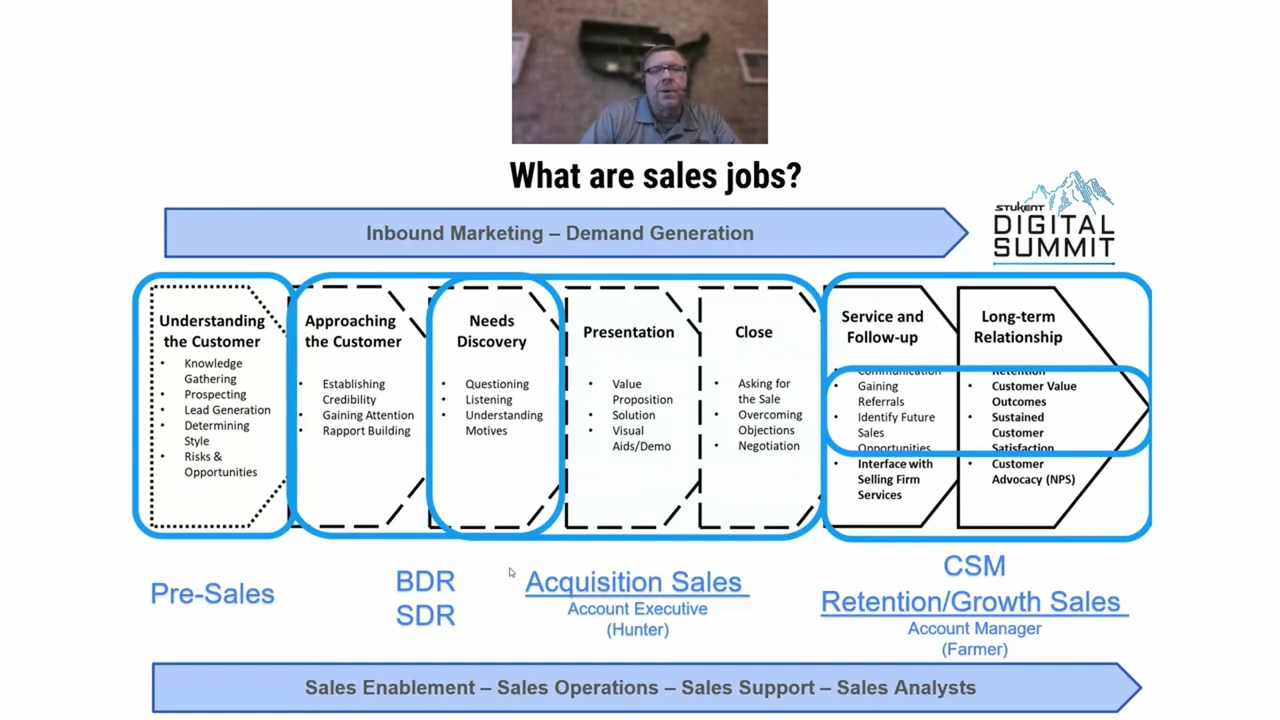 What are sales jobs?
STUKENT
DIGITAL
SUMMIT
Inbound Marketing – Demand Generation
Understanding
the Customer
• Knowledge
Gathering
• Prospecting
• Lead Generation
• Determining
Style
• Risks &
Opportunities
Approaching
the Customer
• Establishing
Credibility
• Gaining Attention
• Rapport Building
Needs
Discovery
• Questioning
• Listening
• Understanding
Motives
Presentation
• Value
Proposition
• Solution
• Visual
Aids/Demo
Close
• Asking for
the Sale
• Overcoming
Objections
• Negotiation
Service and
Follow-up
• Communication
• Gaining
Referrals
• Identify Future
Sales
Opportunities
• Interface with
Selling Firm
Services
Long-term
Relationship
• Retention
• Customer Value
Outcomes
• Sustained
Customer
Satisfaction
• Customer
Advocacy (NPS)
Pre-Sales
BDR
SDR
Acquisition Sales
Account Executive
(Hunter)
CSM
Retention/Growth Sales
Account Manager
(Farmer)
Sales Enablement – Sales Operations – Sales Support – Sales Analysts